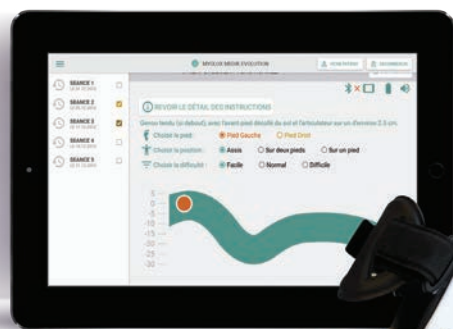 MYOLUX MEDIK EVOLUTION
SEANCE 1
SEANCE 2
SEANCE 3
SEANCE 4
SEANCE 5
REVOIR LE DÉTAIL DES INSTRUCTIONS
Genou tendu (si debout), avec l'avant pied décollé du sol et l'articulateur sur un d'environ 2.5 cm.
Choisir le pied : Pied Gauche Pied Droit
Choisir la position : Assis Sur deux pieds Sur un pied
Choisir la difficulté : Facile Normal Difficile
5
0
-5
-10
-15
-20
-25
-30